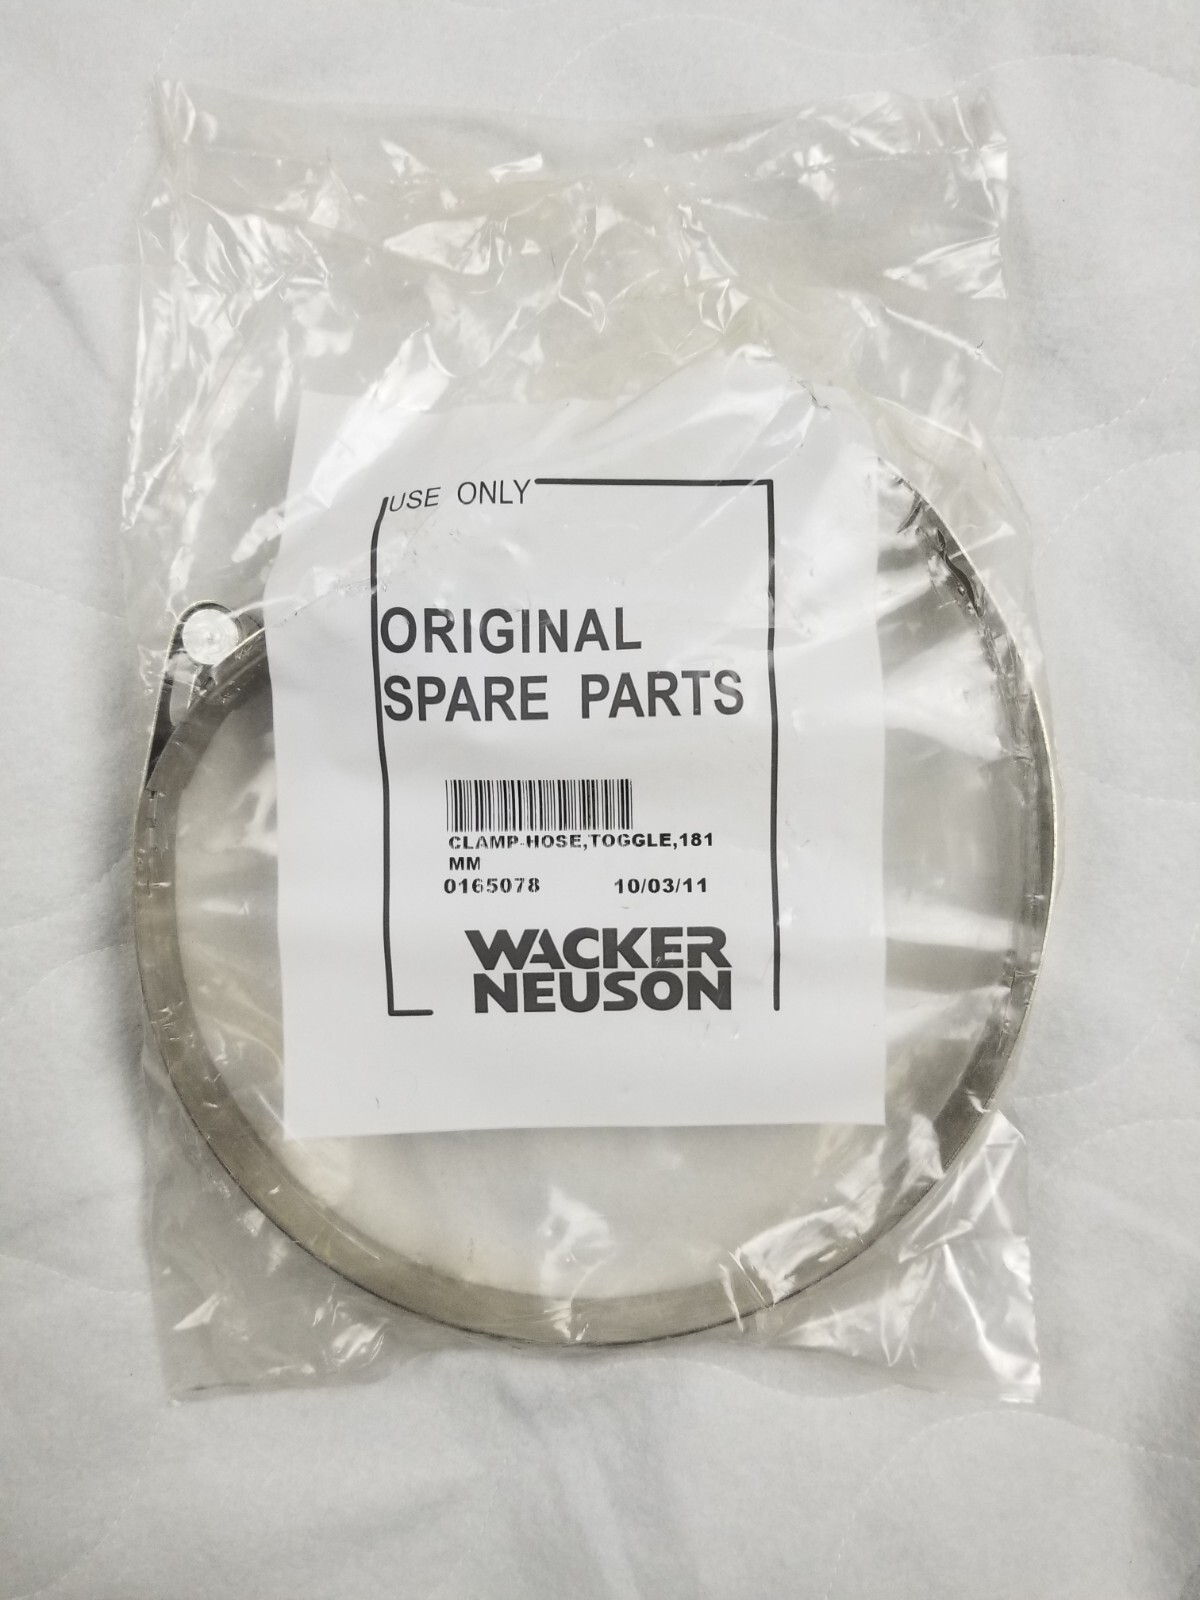 USE ONLY
ORIGINAL
SPARE PARTS
CLAMP-HOSE,TOGGLE,181
MM
0165078 10/03/11
WACKER
NEUSON